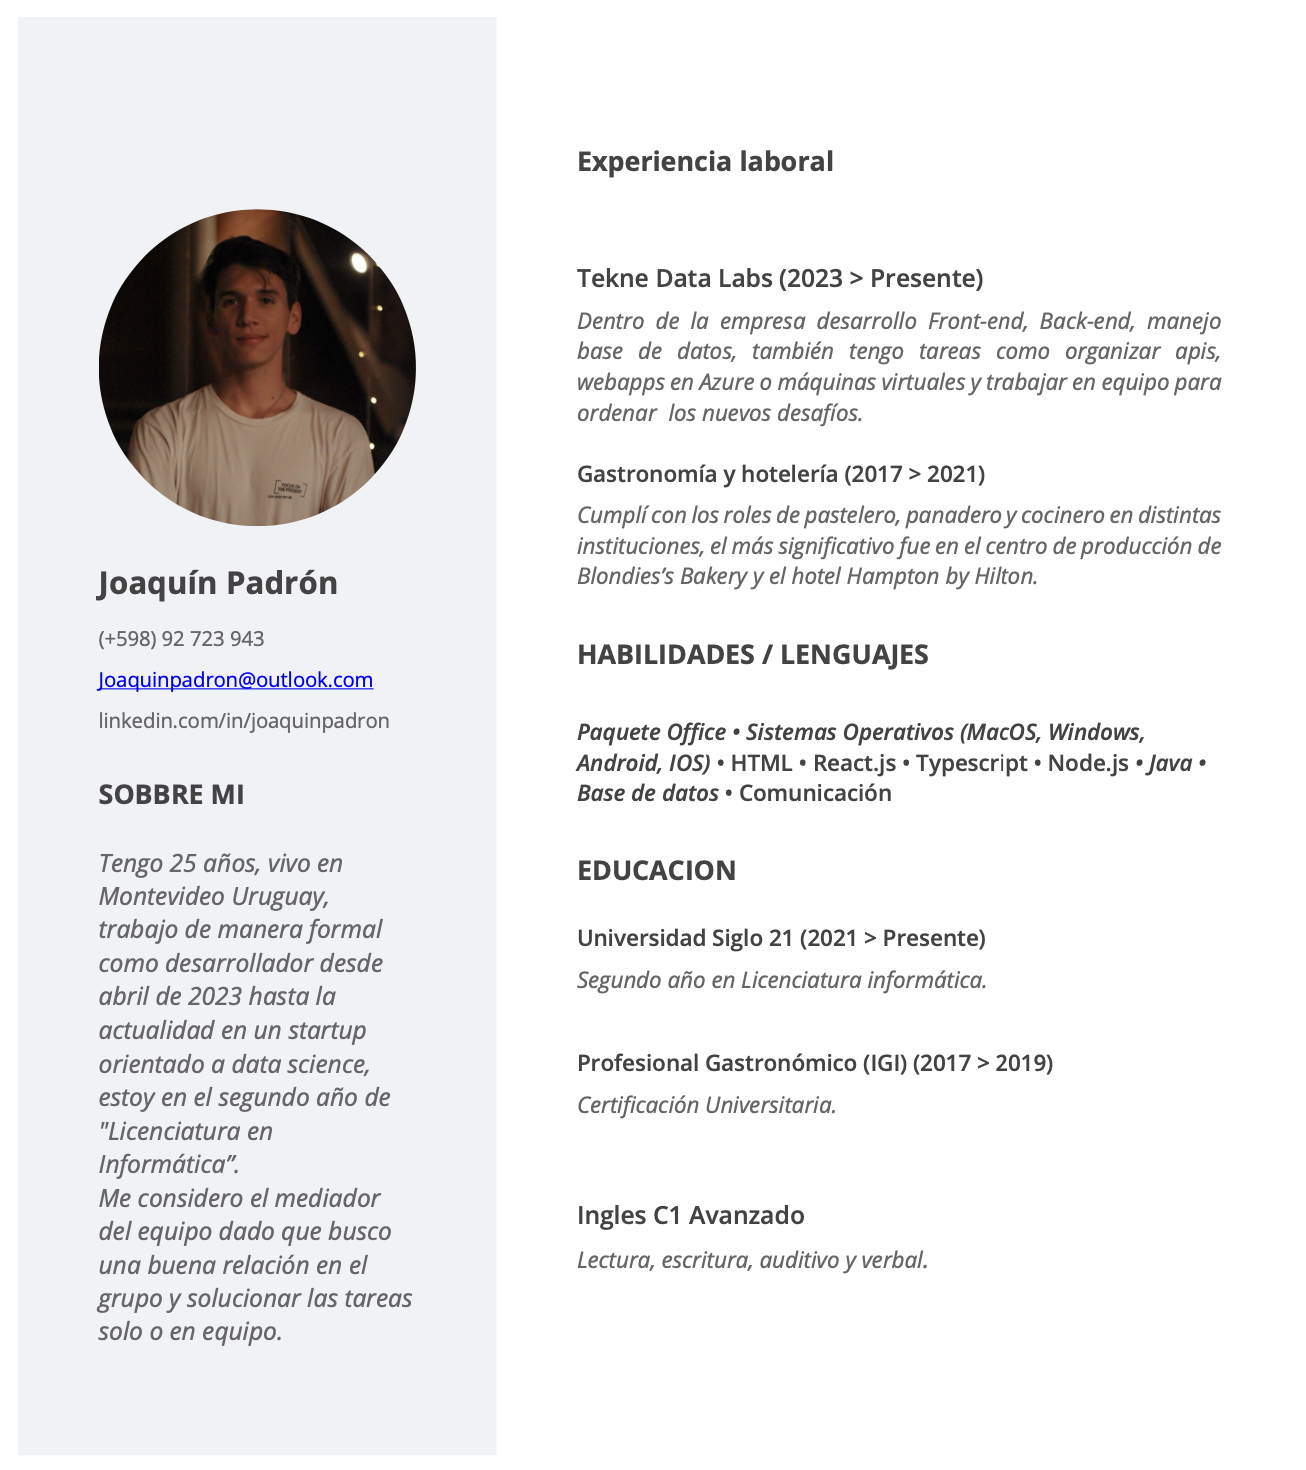 Joaquín Padrón
(+598) 92 723 943
Joaquinpadron@outlook.com
linkedin.com/in/joaquinpadron
SOBBRE MI
Tengo 25 años, vivo en
Montevideo Uruguay,
trabajo de manera formal
como desarrollador desde
abril de 2023 hasta la
actualidad en un startup
orientado a data science,
estoy en el segundo año de
"Licenciatura en
Informática”.
Me considero el mediador
del equipo dado que busco
una buena relación en el
grupo y solucionar las tareas
solo o en equipo.
Experiencia laboral
Tekne Data Labs (2023 > Presente)
Dentro de la empresa desarrollo Front-end, Back-end, manejo
base de datos, también tengo tareas como organizar apis,
webapps en Azure o máquinas virtuales y trabajar en equipo para
ordenar  los nuevos desafíos.
Gastronomía y hotelería (2017 > 2021)
Cumplí con los roles de pastelero, panadero y cocinero en distintas
instituciones, el más significativo fue en el centro de producción de
Blondies’s Bakery y el hotel Hampton by Hilton.
HABILIDADES / LENGUAJES
Paquete Office • Sistemas Operativos (MacOS, Windows,
Android, IOS) • HTML • React.js • Typescript • Node.js • Java •
Base de datos • Comunicación
EDUCACION
Universidad Siglo 21 (2021 > Presente)
Segundo año en Licenciatura informática.
Profesional Gastronómico (IGI) (2017 > 2019)
Certificación Universitaria.
Ingles C1 Avanzado
Lectura, escritura, auditivo y verbal.